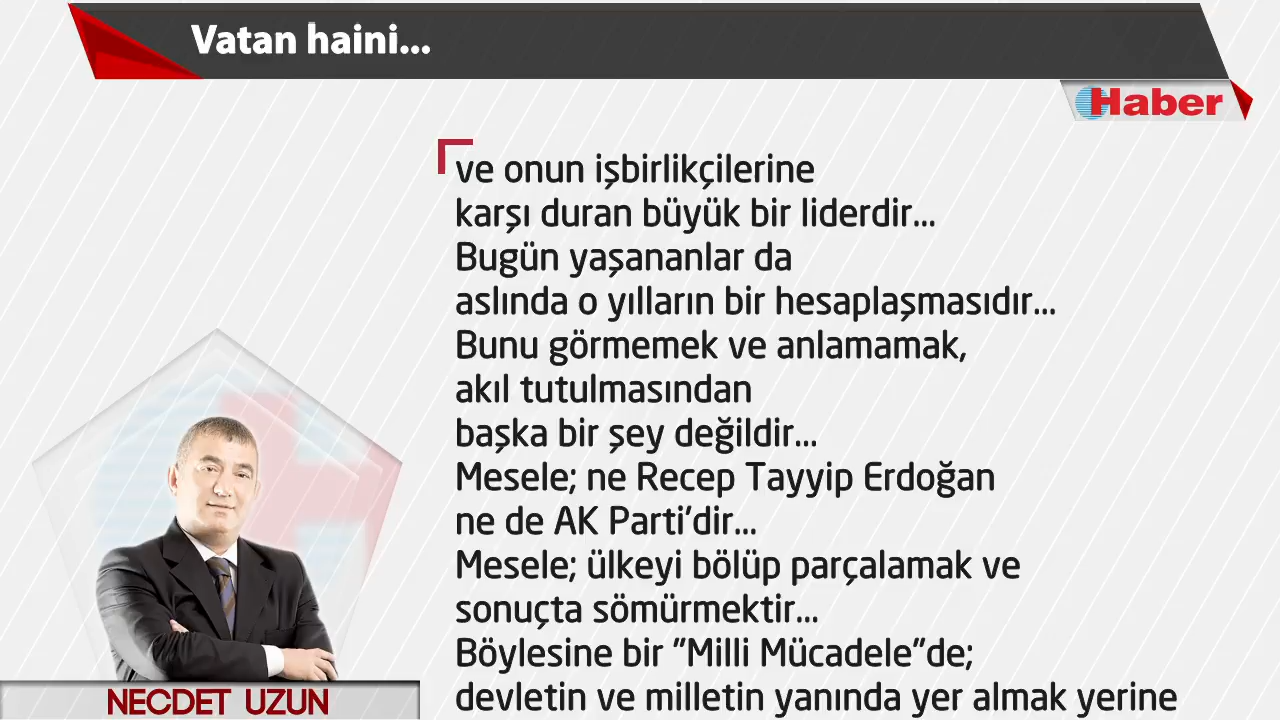 Vatan haini...
Haber
ve onun işbirlikçilerine
karşı duran büyük bir liderdir...
Bugün yaşananlar da
aslında o yılların bir hesaplaşmasıdır...
Bunu görmemek ve anlamamak,
akıl tutulmasından
başka bir şey değildir...
Mesele; ne Recep Tayyip Erdoğan
ne de AK Parti'dir...
Mesele; ülkeyi bölüp parçalamak ve
sonuçta sömürmektir...
Böylesine bir "Milli Mücadele"de;
devletin ve milletin yanında yer almak yerine
NECDET UZUN